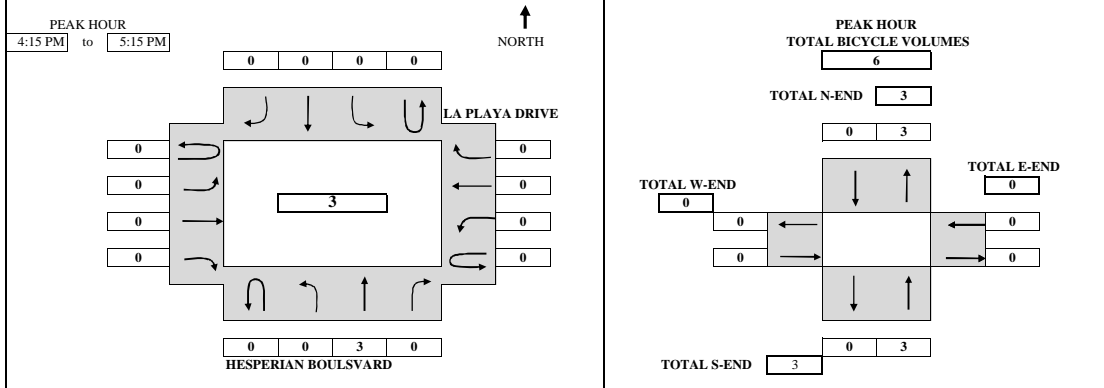 PEAK HOUR
4:15 PM to 5:15 PM
NORTH
0 0 0 0
LA PLAYA DRIVE
0 0
0 0
3
0 0
0 0
0 0 3 0
HESPERIAN BOULSVARD
PEAK HOUR
TOTAL BICYCLE VOLUMES
6
TOTAL N-END 3
0 3
TOTAL E-END
0
TOTAL W-END
0
0 0
0 0
0 3
TOTAL S-END 3